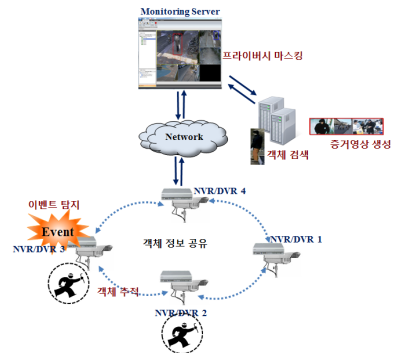 Monitoring Server
프라이버시 마스킹
Network
객체 검색
증거영상 생성
NVR/DVR 4
이벤트 탐지
Event
NVR/DVR 3
객체 정보 공유
NVR/DVR 1
객체 추적
NVR/DVR 2